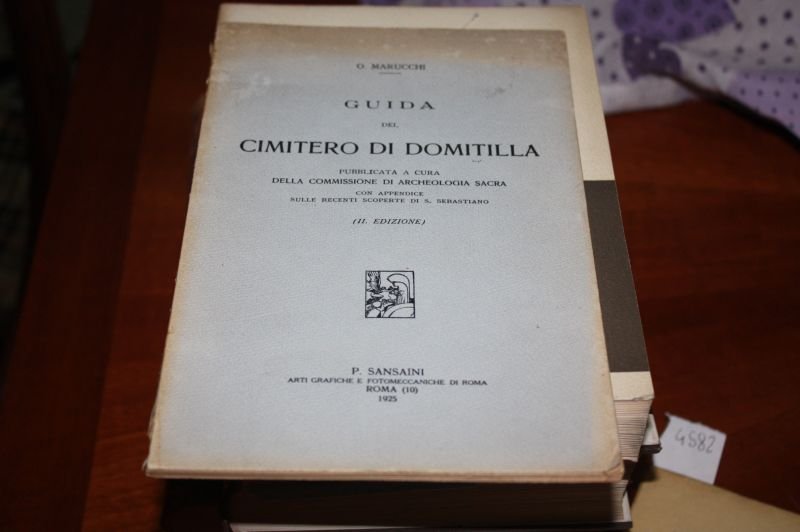 O. MARUCCHI
GUIDA
DEL
CIMITERO DI DOMITILLA
PUBBLICATA A CURA
DELLA COMMISSIONE DI ARCHEOLOGIA SACRA
CON APPENDICE
SULLE RECENTI SCOPERTE DI S. SEBASTIANO
(II. EDIZIONE)
P. SANSAINI
ARTI GRAFICHE E FOTOMECCANICHE DI ROMA
ROMA (10)
1925
4582